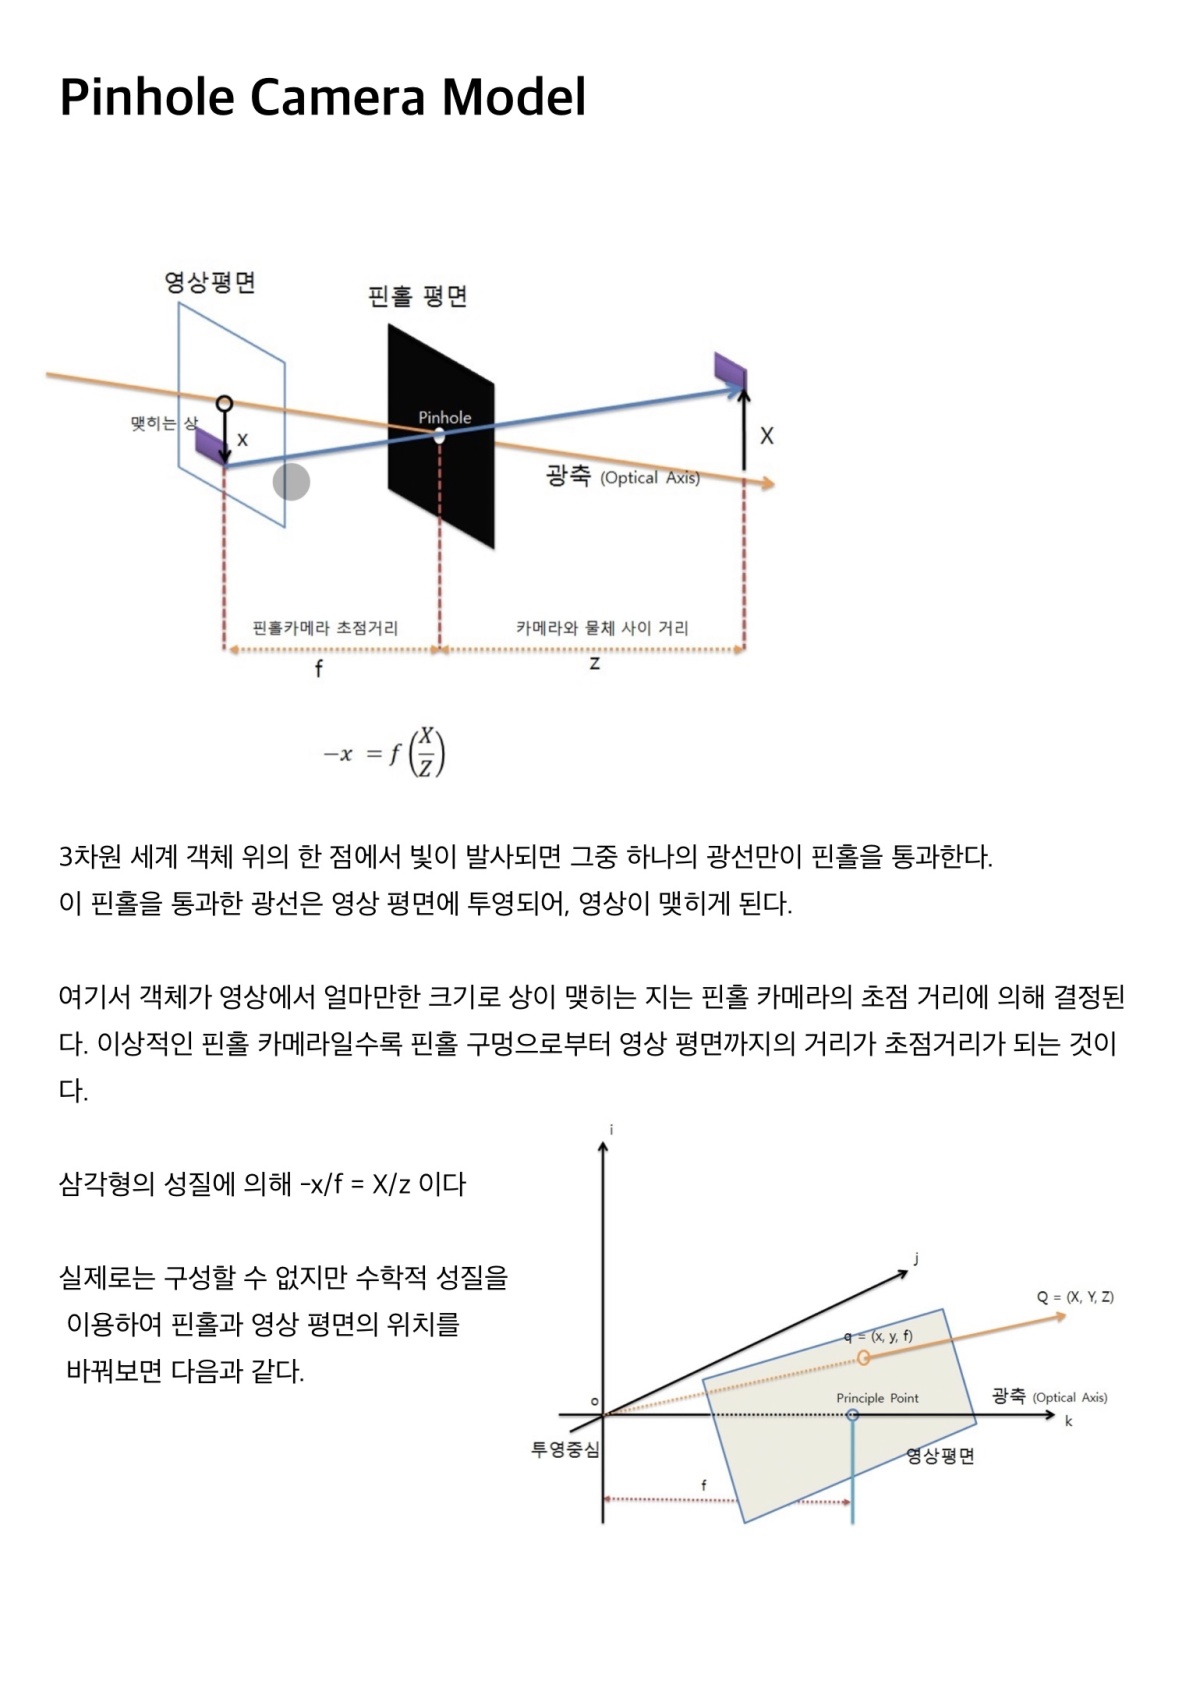 Pinhole Camera Model
영상평면
핀홀 평면
맺히는 상
x
Pinhole
X
광축 (Optical Axis)
핀홀카메라 초점거리
카메라와 물체 사이 거리
f
z
−x = f (X/Z)
3차원 세계 객체 위의 한 점에서 빛이 발사되면 그중 하나의 광선만이 핀홀을 통과한다.
이 핀홀을 통과한 광선은 영상 평면에 투영되어, 영상이 맺히게 된다.
여기서 객체가 영상에서 얼마만한 크기로 상이 맺히는 지는 핀홀 카메라의 초점 거리에 의해 결정된
다. 이상적인 핀홀 카메라일수록 핀홀 구멍으로부터 영상 평면까지의 거리가 초점거리가 되는 것이
다.
삼각형의 성질에 의해 -x/f = X/z 이다
실제로는 구성할 수 없지만 수학적 성질을
이용하여 핀홀과 영상 평면의 위치를
바꿔보면 다음과 같다.
i
j
Q = (X, Y, Z)
q = (x, y, f)
o
Principle Point
광축 (Optical Axis)
k
투영중심
영상평면
f